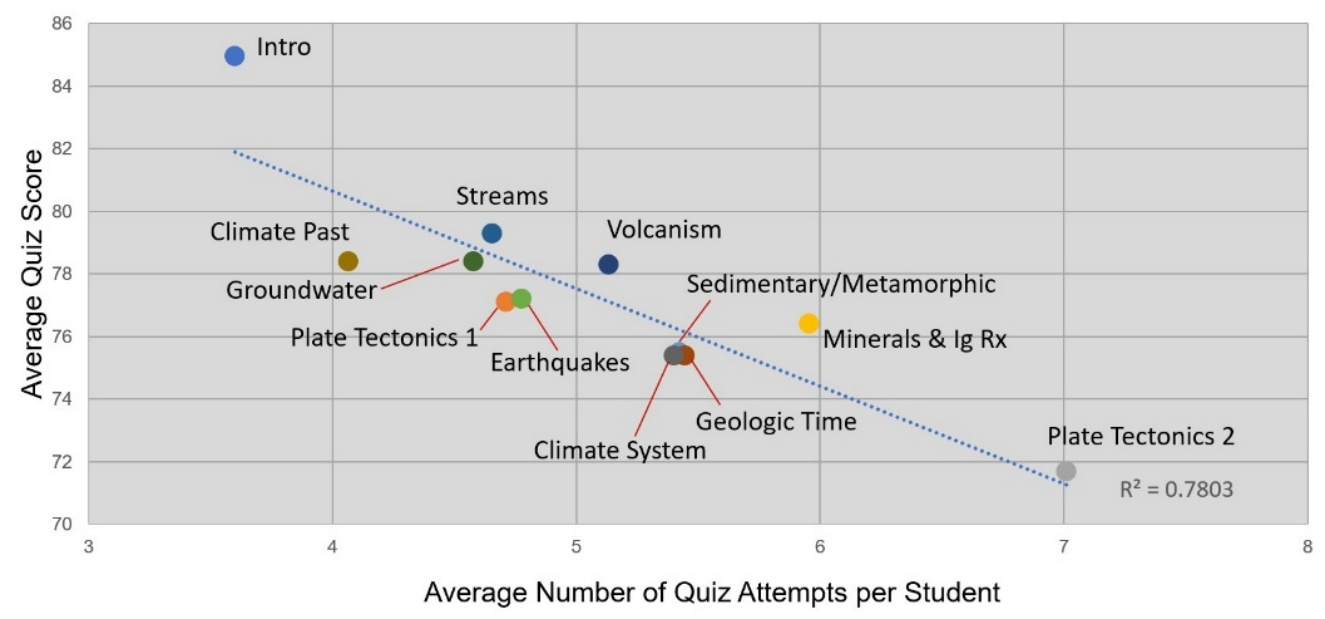 86
Intro
84
82
Streams
80
Climate Past
Volcanism
78
Sedimentary/Metamorphic
Groundwater
76
Plate Tectonics 1
Minerals & Ig Rx
Earthquakes
74
Geologic Time
Climate System
Plate Tectonics 2
72
R² = 0.7803
70
3 4 5 6 7 8
Average Quiz Score
Average Number of Quiz Attempts per Student